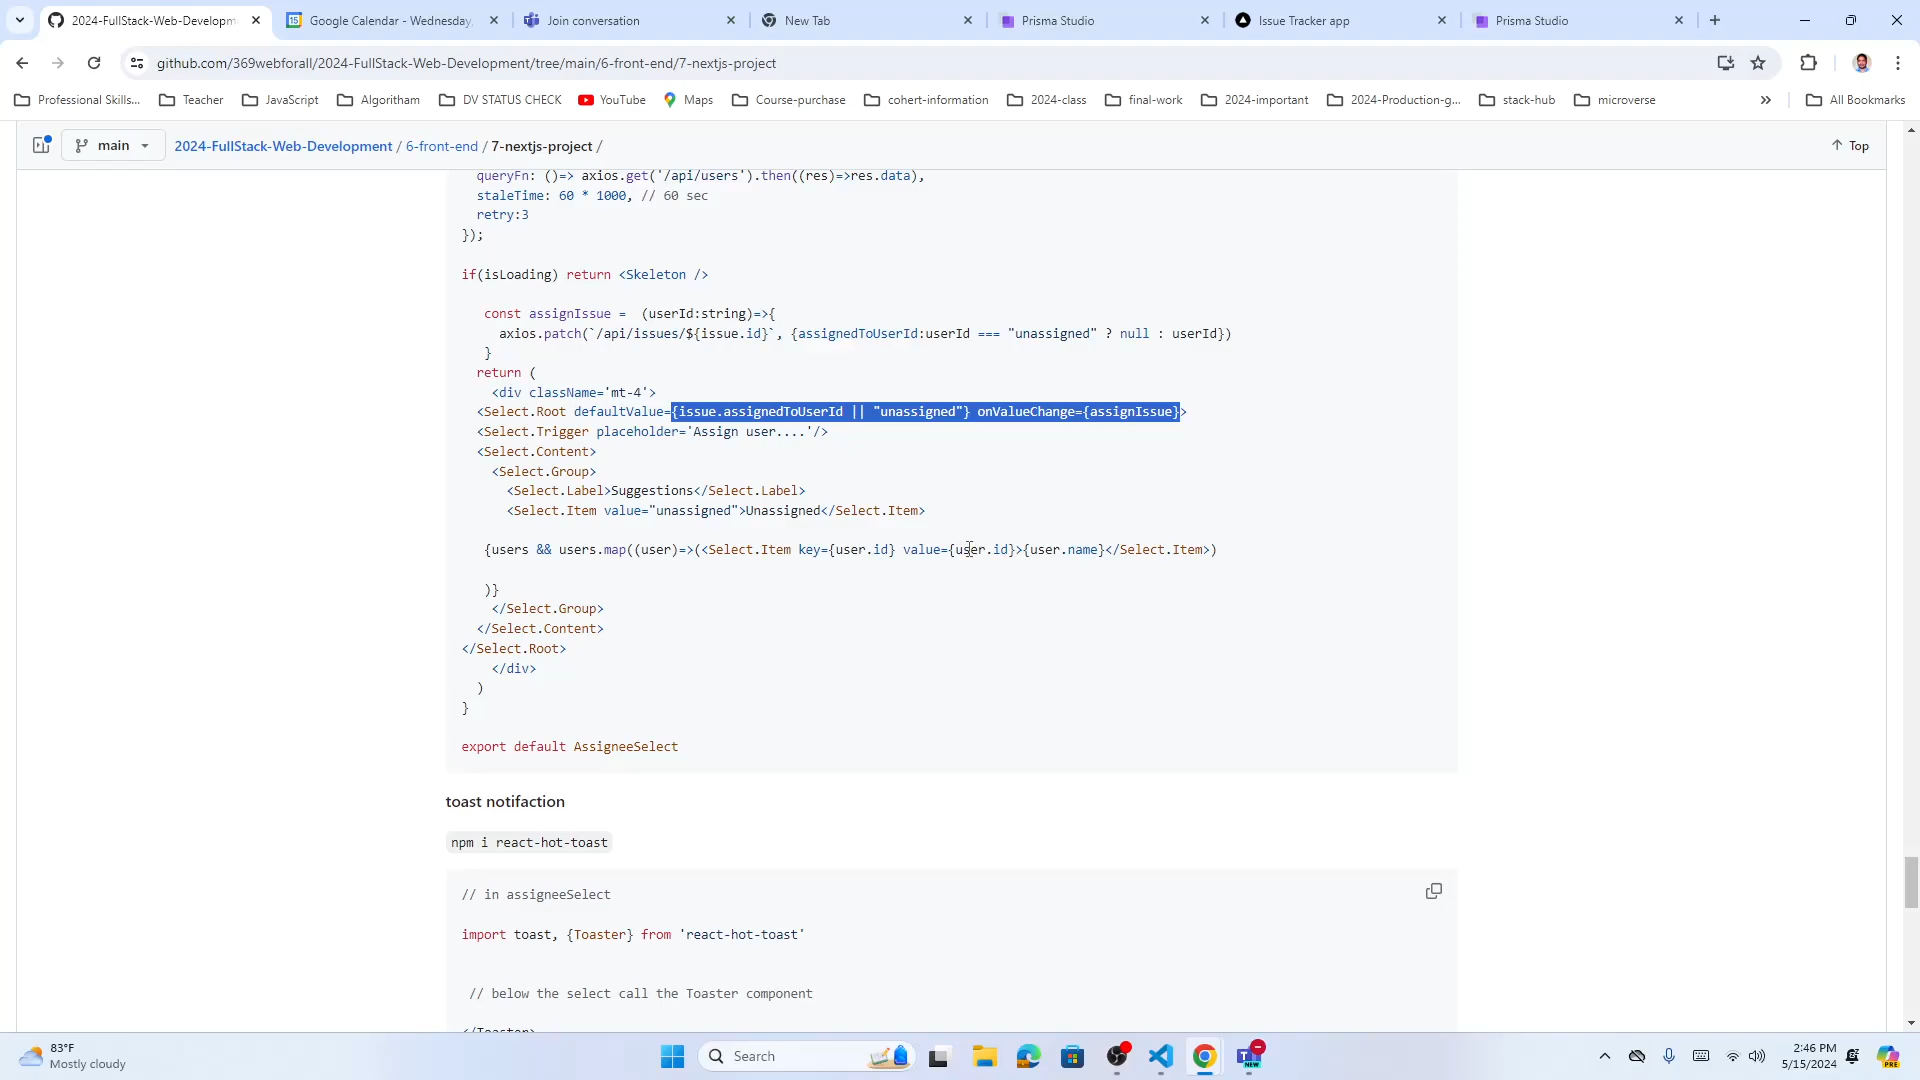 2024-FullStack-Web-Developm
Google Calendar - Wednesday,
Join conversation
New Tab
Prisma Studio
Issue Tracker app
Prisma Studio
github.com/369webforall/2024-FullStack-Web-Development/tree/main/6-front-end/7-nextjs-project
Professional Skills...
Teacher
JavaScript
Algoritham
DV STATUS CHECK
YouTube
Maps
Course-purchase
cohert-information
2024-class
final-work
2024-important
2024-Production-g...
stack-hub
microverse
All Bookmarks
main
2024-FullStack-Web-Development / 6-front-end / 7-nextjs-project /
Top
queryFn: ()=> axios.get('/api/users').then((res)=>res.data),
staleTime: 60 * 1000, // 60 sec
retry:3
});
if(isLoading) return <Skeleton />
const assignIssue =  (userId:string)=>{
axios.patch(`/api/issues/${issue.id}`, {assignedToUserId:userId === "unassigned" ? null : userId})
}
return (
<div className='mt-4'>
<Select.Root defaultValue={issue.assignedToUserId || "unassigned"} onValueChange={assignIssue}>
<Select.Trigger placeholder='Assign user....'/>
<Select.Content>
<Select.Group>
<Select.Label>Suggestions</Select.Label>
<Select.Item value="unassigned">Unassigned</Select.Item>
{users && users.map((user)=>(<Select.Item key={user.id} value={user.id}>{user.name}</Select.Item>)
)}
</Select.Group>
</Select.Content>
</Select.Root>
</div>
)
}
export default AssigneeSelect
toast notifaction
npm i react-hot-toast
// in assigneeSelect
import toast, {Toaster} from 'react-hot-toast'
// below the select call the Toaster component
</Toaster>
83°F
Mostly cloudy
Search
NEW
2:46 PM
5/15/2024
PRE